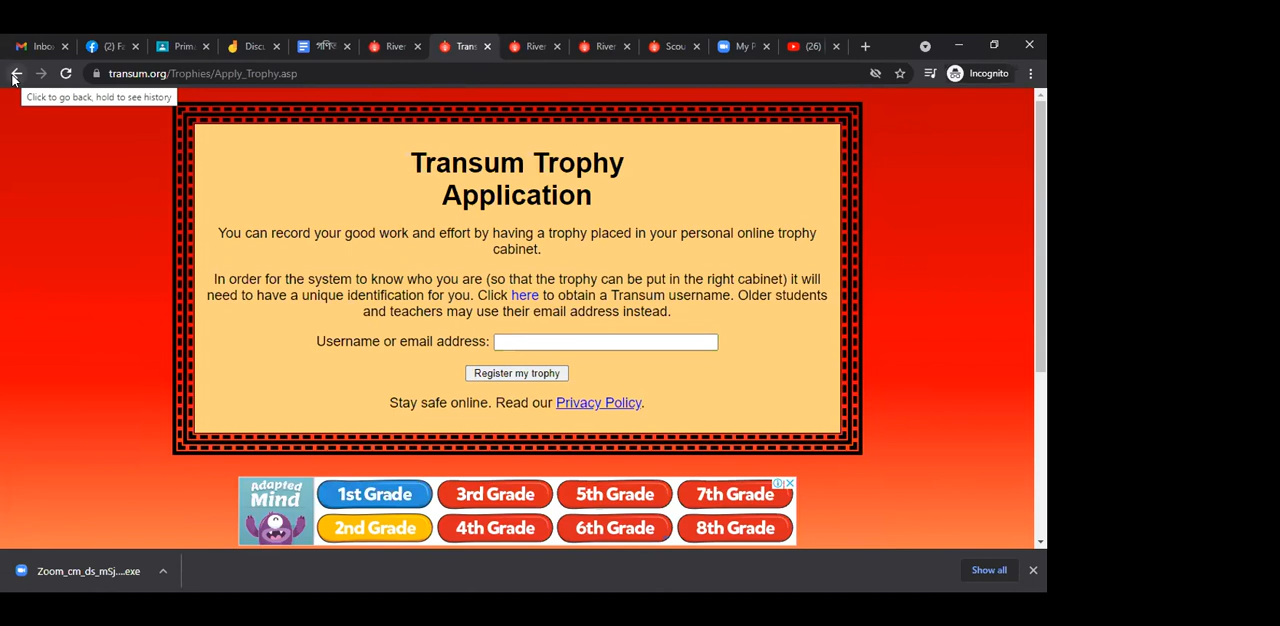 Inbo
(2) Fa
Prim
Discu
গণিত
River
Trans
River
River
Scou
My P
(26)
transum.org/Trophies/Apply_Trophy.asp
Incognito
Click to go back, hold to see history
Transum Trophy
Application
You can record your good work and effort by having a trophy placed in your personal online trophy
cabinet.
In order for the system to know who you are (so that the trophy can be put in the right cabinet) it will
need to have a unique identification for you. Click here to obtain a Transum username. Older students
and teachers may use their email address instead.
Username or email address:
Register my trophy
Stay safe online. Read our Privacy Policy.
Adapted
Mind
1st Grade
3rd Grade
5th Grade
7th Grade
2nd Grade
4th Grade
6th Grade
8th Grade
Zoom_cm_ds_mSj....exe
Show all